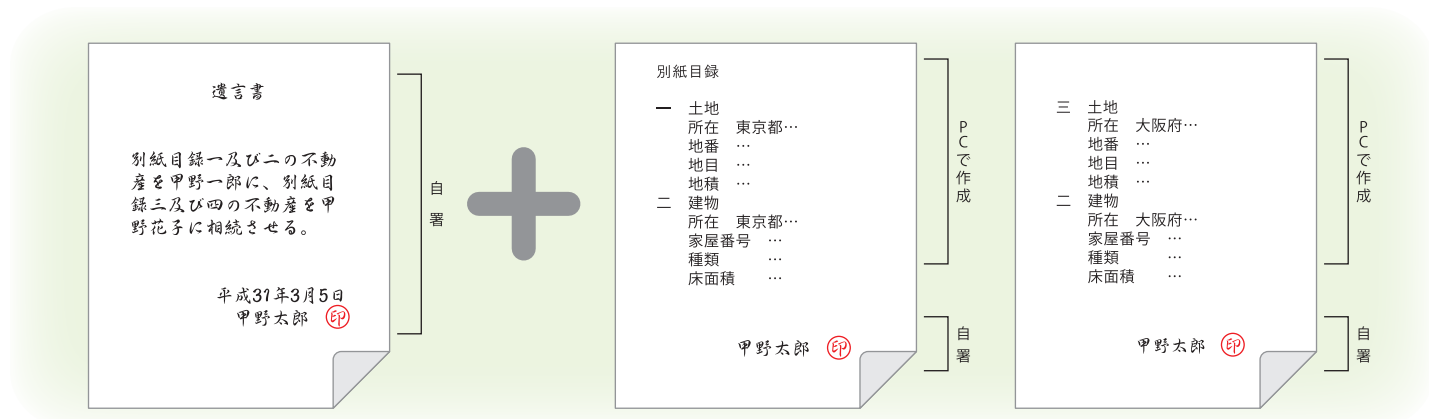 遺言書
別紙目録一及び二の不動
産を甲野一郎に、別紙目
録三及び四の不動産を甲
野花子に相続させる。
平成31年3月5日
甲野太郎 印
自署
別紙目録
一 土地
所在 東京都…
地番 …
地目 …
地積 …
二 建物
所在 東京都…
家屋番号 …
種類 …
床面積 …
甲野太郎 印
PCで作成
自署
三 土地
所在 大阪府…
地番 …
地目 …
地積 …
二 建物
所在 大阪府…
家屋番号 …
種類 …
床面積 …
甲野太郎 印
PCで作成
自署